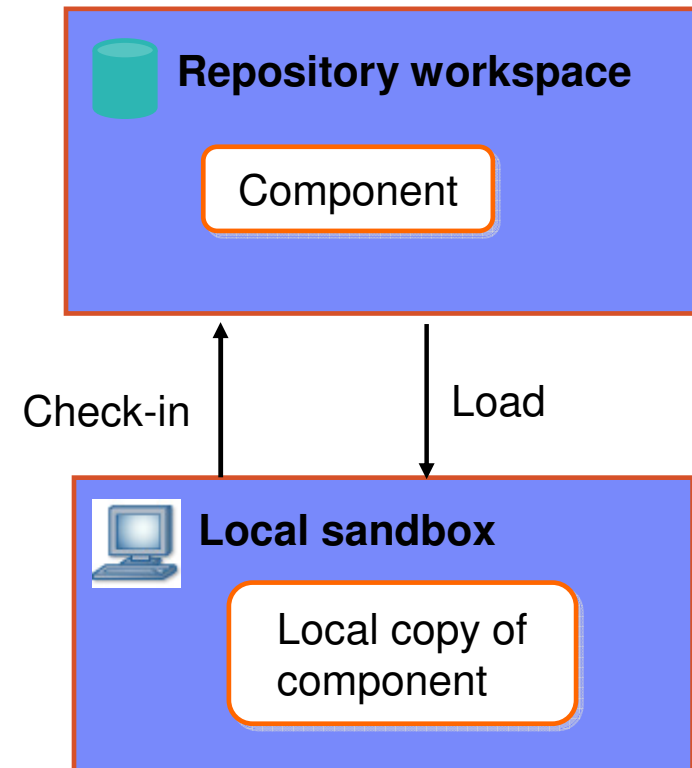 Repository workspace
Component
Check-in
Load
Local sandbox
Local copy of
component